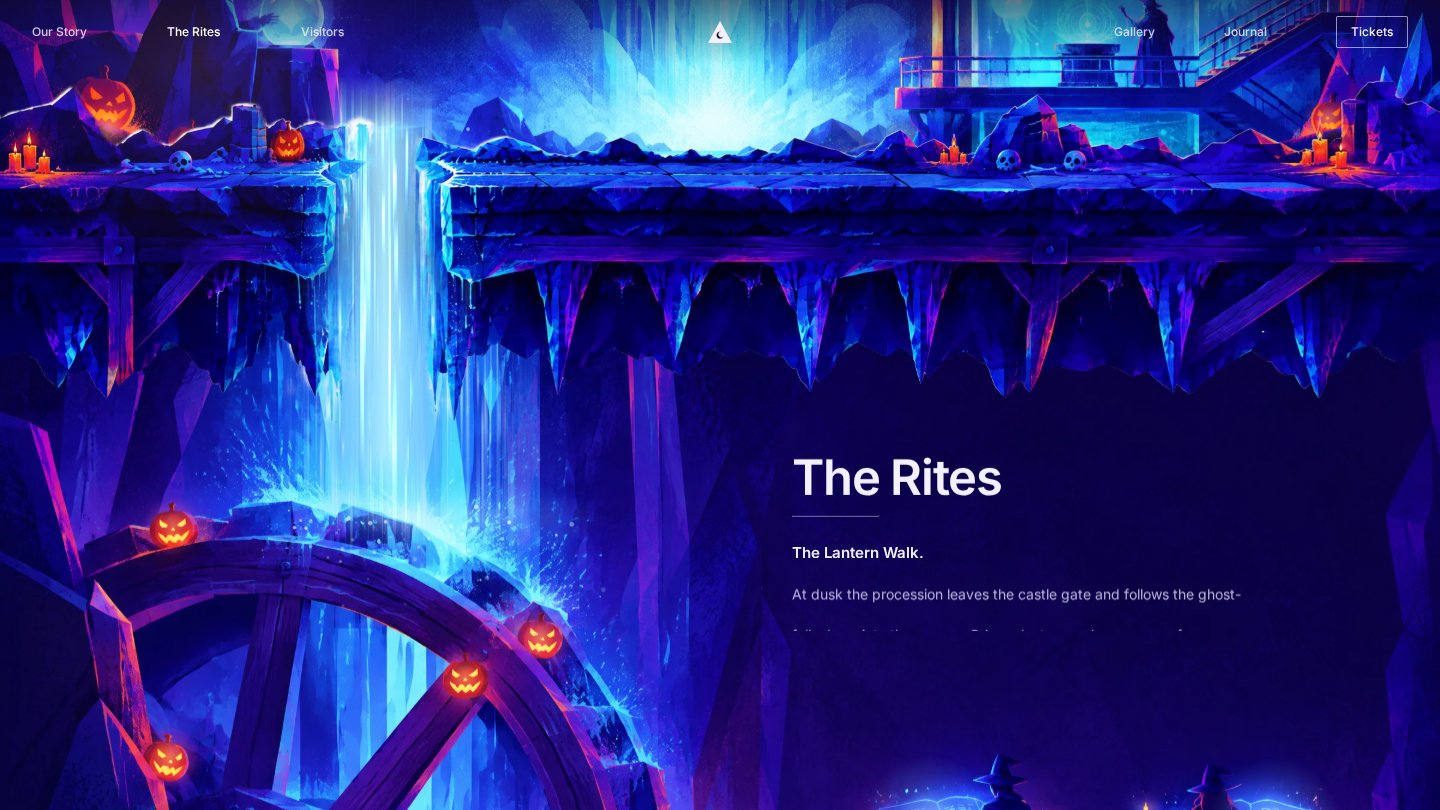 Our Story
The Rites
Visitors
Gallery
Journal
Tickets
The Rites
The Lantern Walk.
At dusk the procession leaves the castle gate and follows the ghost-